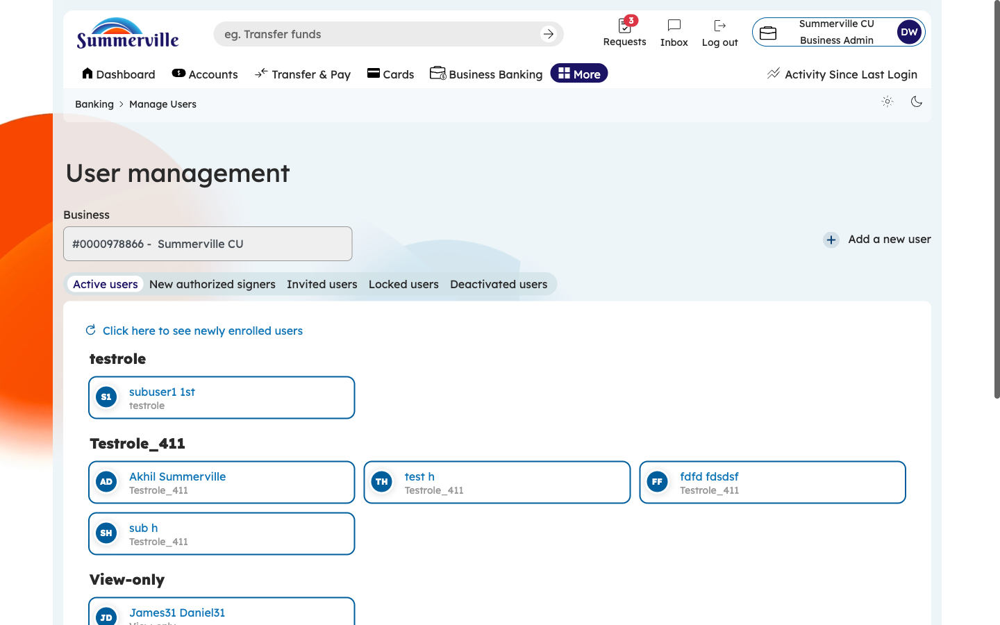 Summerville
eg. Transfer funds
3
Requests
Inbox
Log out
Summerville CU
Business Admin
DW
Dashboard
Accounts
Transfer & Pay
Cards
Business Banking
More
Activity Since Last Login
Banking > Manage Users
User management
Business
#0000978866 - Summerville CU
Add a new user
Active users
New authorized signers
Invited users
Locked users
Deactivated users
Click here to see newly enrolled users
testrole
S1
subuser1 1st
testrole
Testrole_411
AD
Akhil Summerville
Testrole_411
TH
test h
Testrole_411
FF
fdfd fdsdsf
Testrole_411
SH
sub h
Testrole_411
View-only
JD
James31 Daniel31
View-only